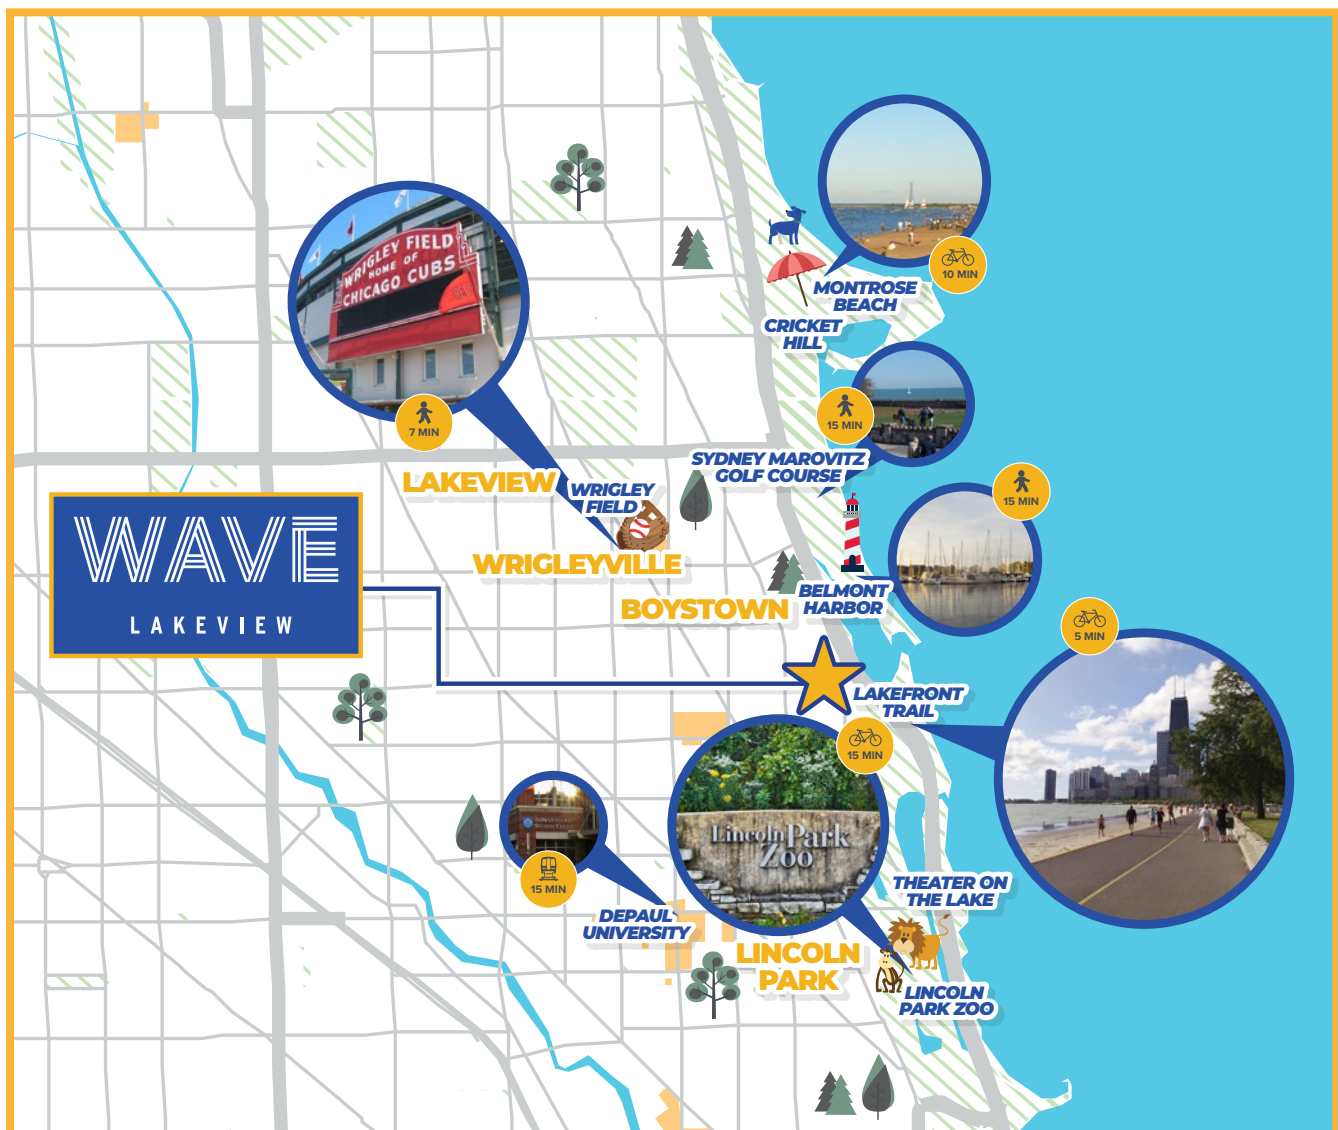 WRIGLEY FIELD
HOME OF
CHICAGO CUBS
7 MIN
10 MIN
MONTROSE
BEACH
CRICKET
HILL
15 MIN
SYDNEY MAROVITZ
GOLF COURSE
LAKEVIEW
WRIGLEY
FIELD
WRIGLEYVILLE
15 MIN
BELMONT
HARBOR
BOYSTOWN
WAVE
LAKEVIEW
5 MIN
LAKEFRONT
TRAIL
15 MIN
Lincoln Park
Zoo
15 MIN
DEPAUL
UNIVERSITY
THEATER ON
THE LAKE
LINCOLN
PARK
LINCOLN
PARK ZOO